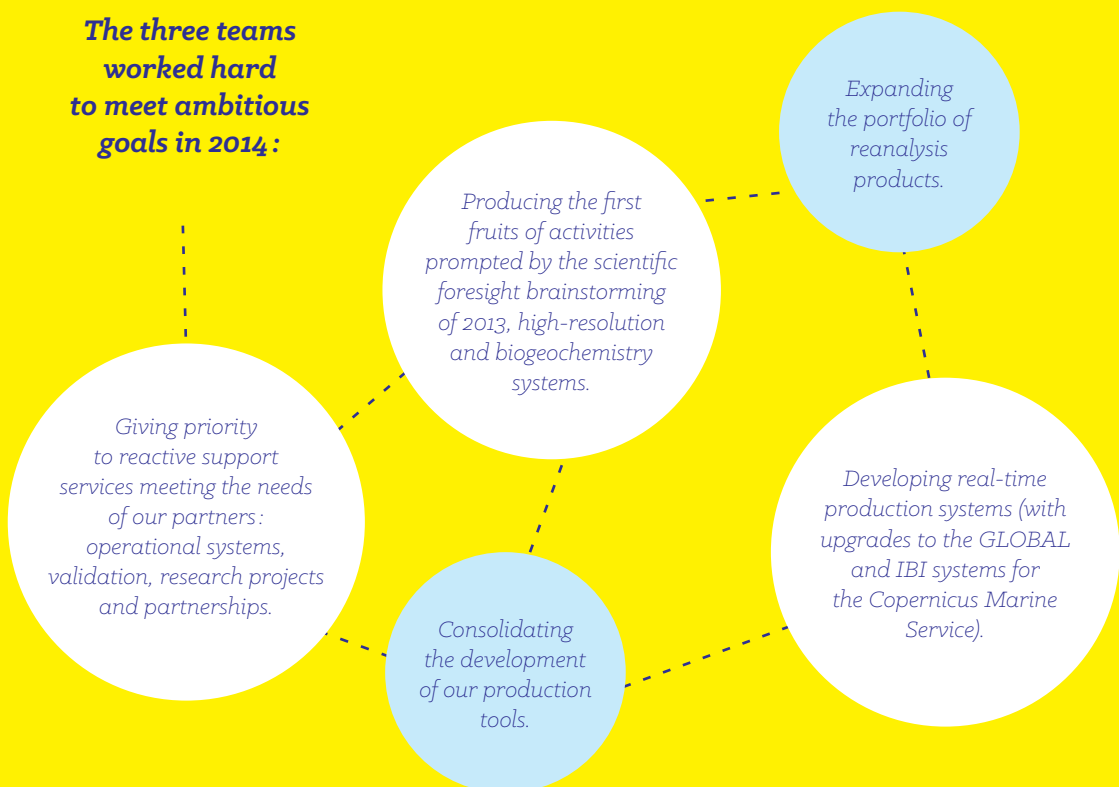 The three teams
worked hard
to meet ambitious
goals in 2014 :
Expanding
the portfolio of
reanalysis
products.
Producing the first
fruits of activities
prompted by the scientific
foresight brainstorming
of 2013, high-resolution
and biogeochemistry
systems.
Giving priority
to reactive support
services meeting the needs
of our partners :
operational systems,
validation, research projects
and partnerships.
Developing real-time
production systems (with
upgrades to the GLOBAL
and IBI systems for
the Copernicus Marine
Service).
Consolidating
the development
of our production
tools.